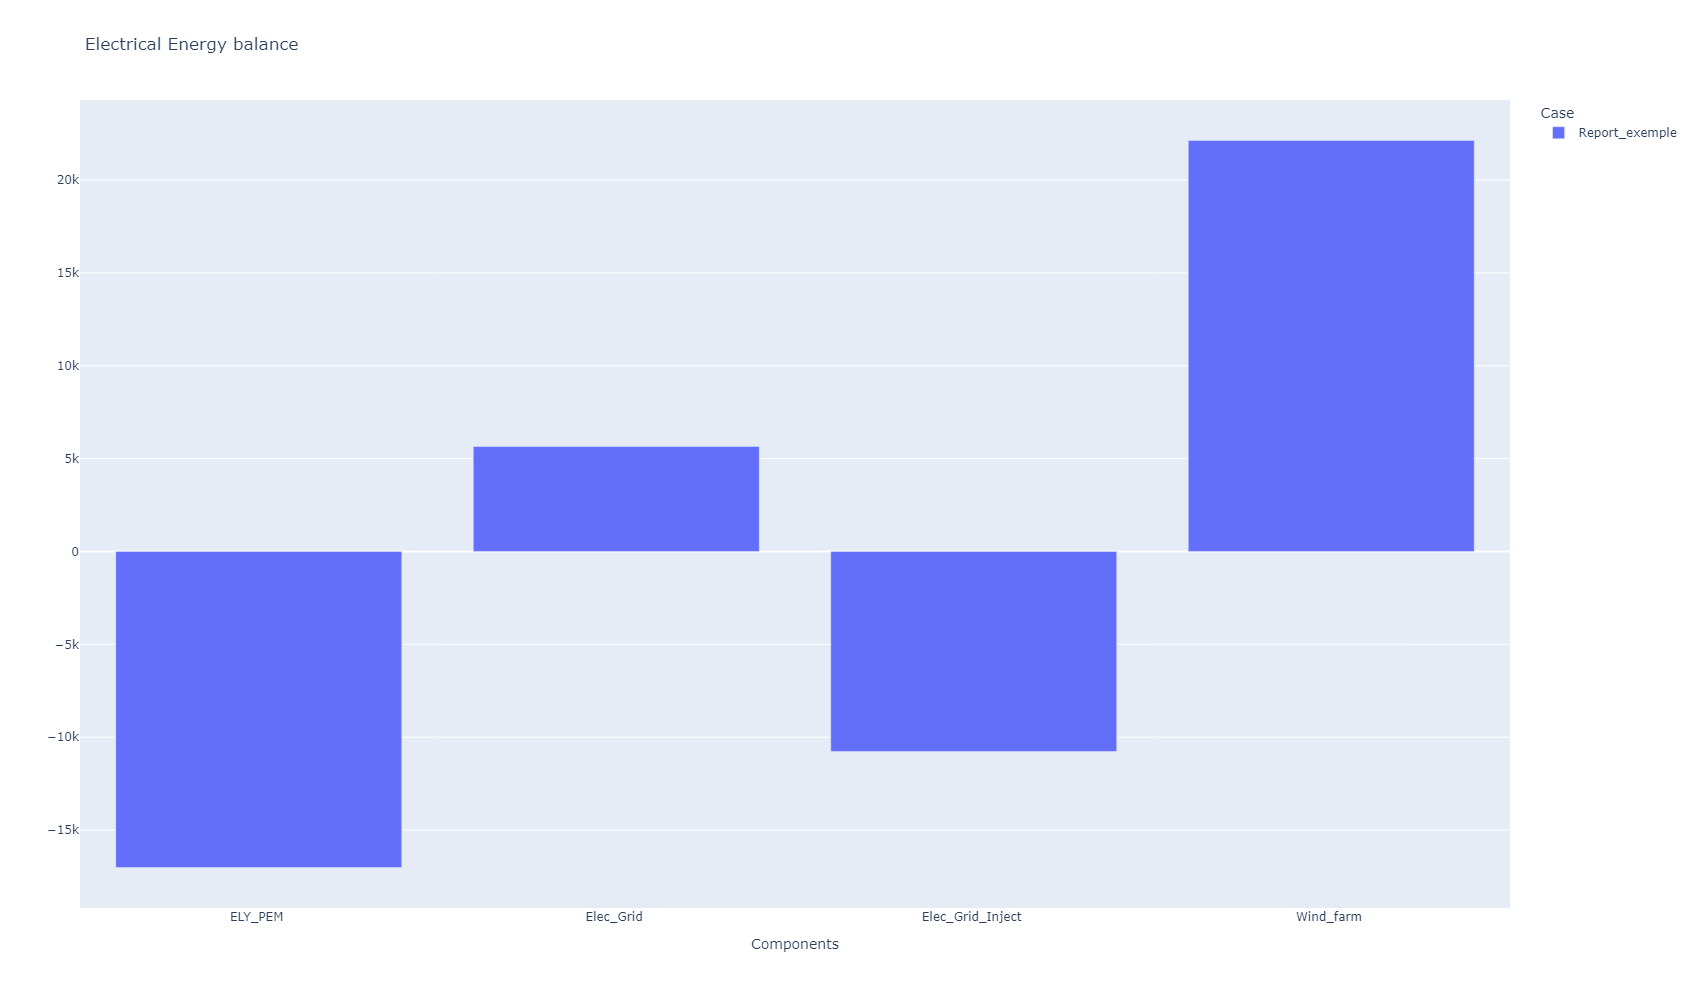 Electrical Energy balance
Case
Report_exemple
20k
15k
10k
5k
0
−5k
−10k
−15k
ELY_PEM
Elec_Grid
Elec_Grid_Inject
Wind_farm
Components